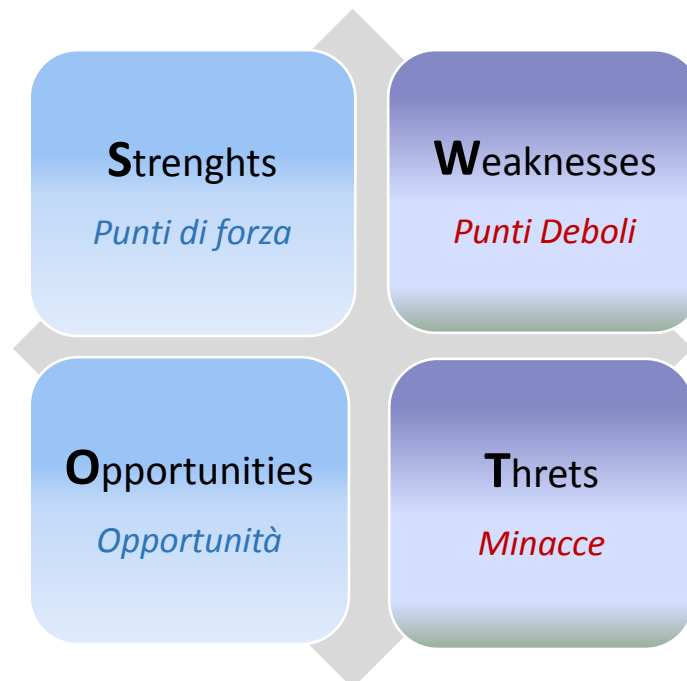 Strenghts
Punti di forza
Weaknesses
Punti Deboli
Opportunities
Opportunità
Threts
Minacce